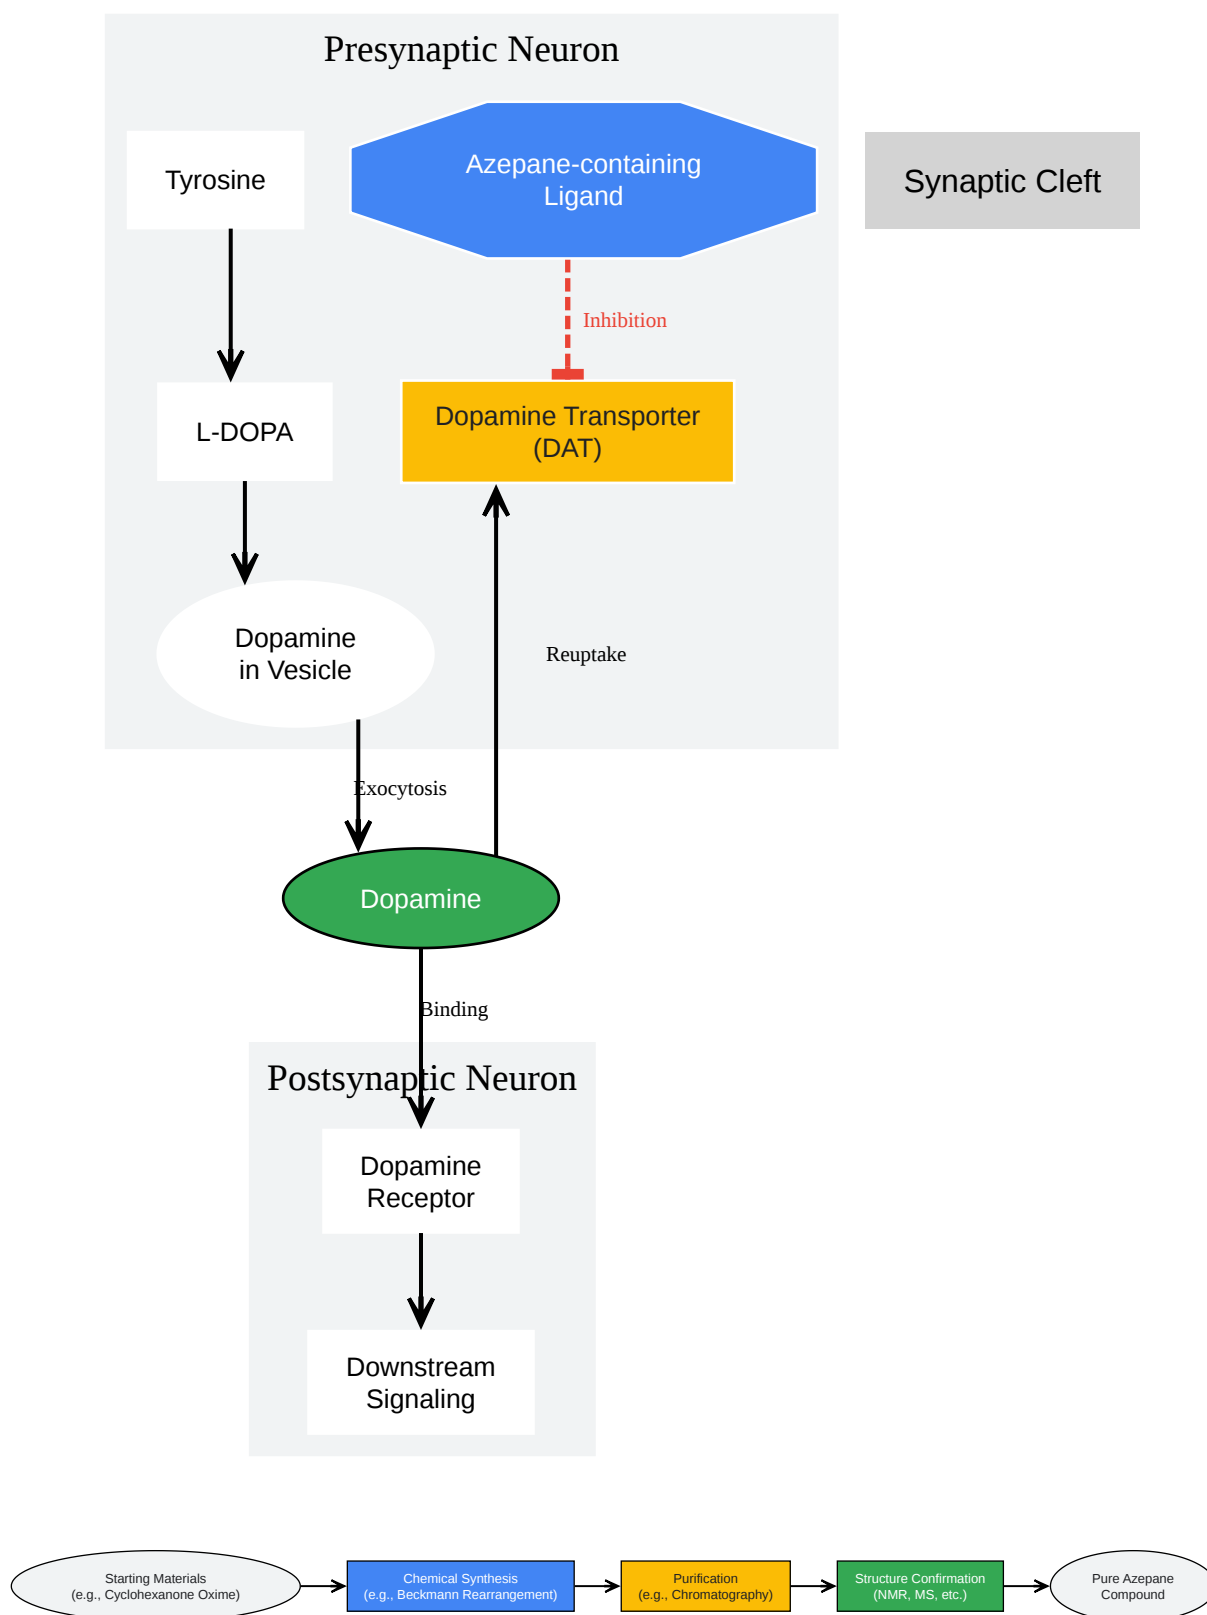 Presynaptic Neuron
Tyrosine
Azepane-containing
Ligand
Synaptic Cleft
Inhibition
L-DOPA
Dopamine Transporter
(DAT)
Dopamine
in Vesicle
Reuptake
Exocytosis
Dopamine
Binding
Postsynaptic Neuron
Dopamine
Receptor
Downstream
Signaling
Starting Materials
(e.g., Cyclohexanone Oxime)
Chemical Synthesis
(e.g., Beckmann Rearrangement)
Purification
(e.g., Chromatography)
Structure Confirmation
(NMR, MS, etc.)
Pure Azepane
Compound